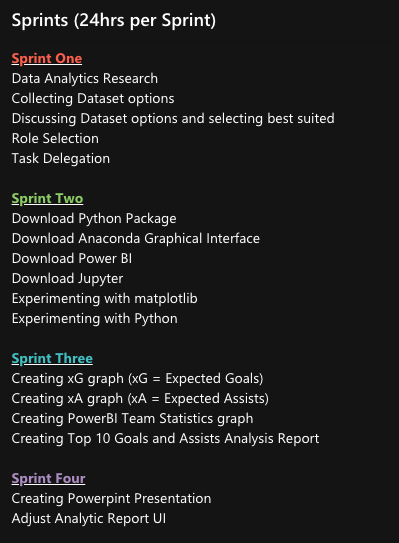 Sprints (24hrs per Sprint)
Sprint One
Data Analytics Research
Collecting Dataset options
Discussing Dataset options and selecting best suited
Role Selection
Task Delegation
Sprint Two
Download Python Package
Download Anaconda Graphical Interface
Download Power BI
Download Jupyter
Experimenting with matplotlib
Experimenting with Python
Sprint Three
Creating xG graph (xG = Expected Goals)
Creating xA graph (xA = Expected Assists)
Creating PowerBI Team Statistics graph
Creating Top 10 Goals and Assists Analysis Report
Sprint Four
Creating Powerpint Presentation
Adjust Analytic Report UI